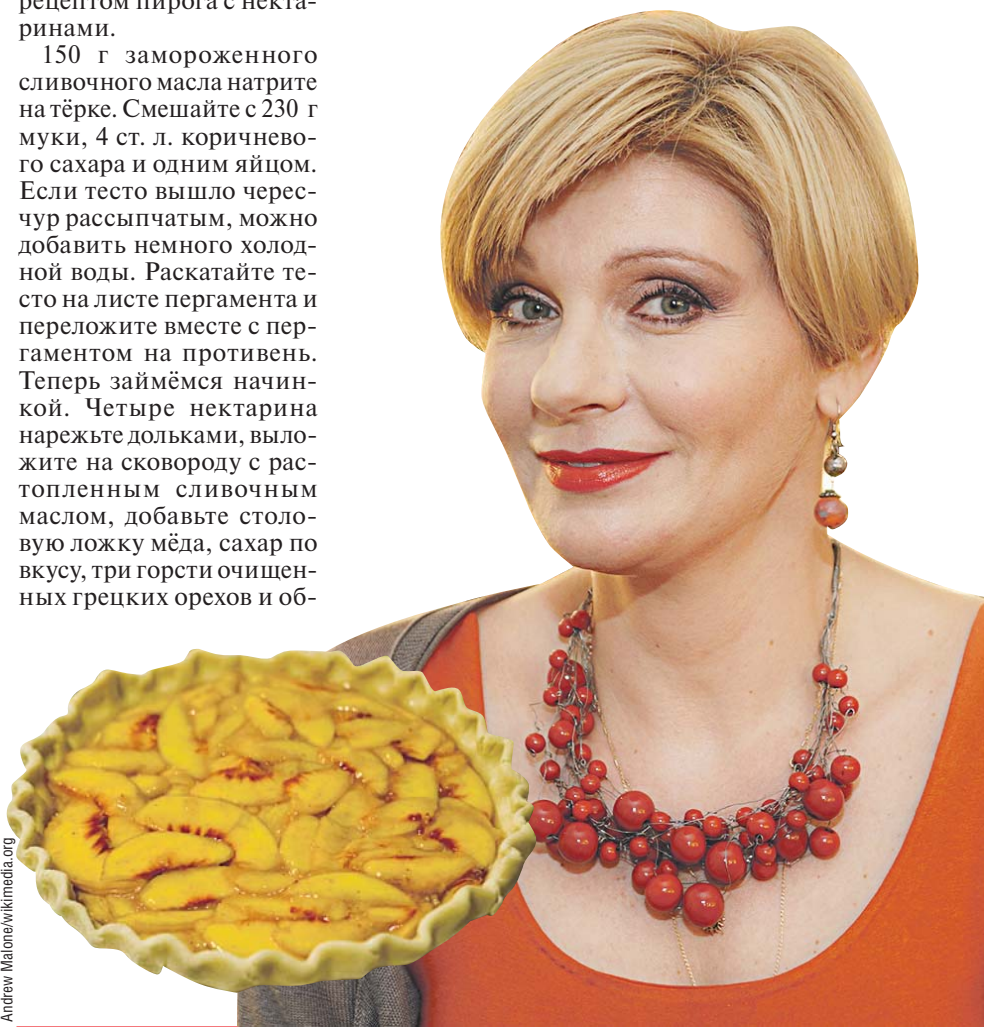 рецептом пирога с некта-
ринами.
150 г замороженного
сливочного масла натрите
на тёрке. Смешайте с 230 г
муки, 4 ст. л. коричнево-
го сахара и одним яйцом.
Если тесто вышло черес-
чур рассыпчатым, можно
добавить немного холод-
ной воды. Раскатайте те-
сто на листе пергамента и
переложите вместе с пер-
гаментом на противень.
Теперь займёмся начин-
кой. Четыре нектарина
нарежьте дольками, выло-
жите на сковороду с рас-
топленным сливочным
маслом, добавьте столо-
вую ложку мёда, сахар по
вкусу, три горсти очищен-
ных грецких орехов и об-
Andrew Malone/wikimedia.org